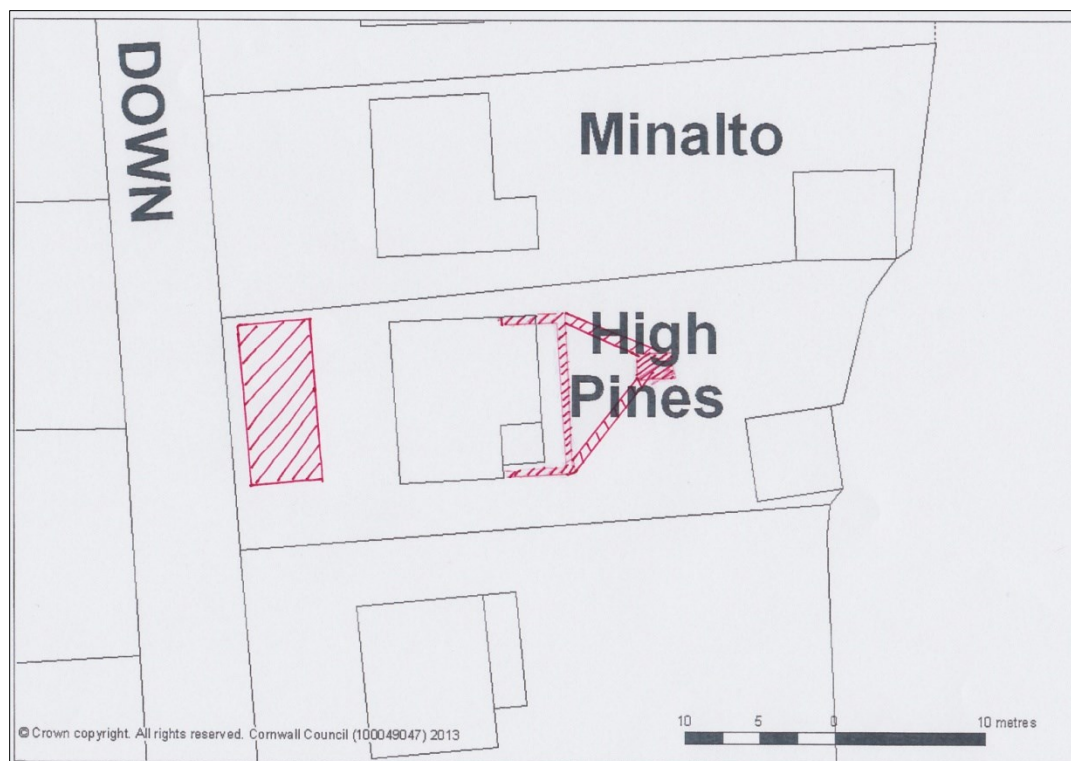 DOWN
Minalto
High
Pines
10 5 0 10 metres
© Crown copyright. All rights reserved. Cornwall Council (100049047) 2013